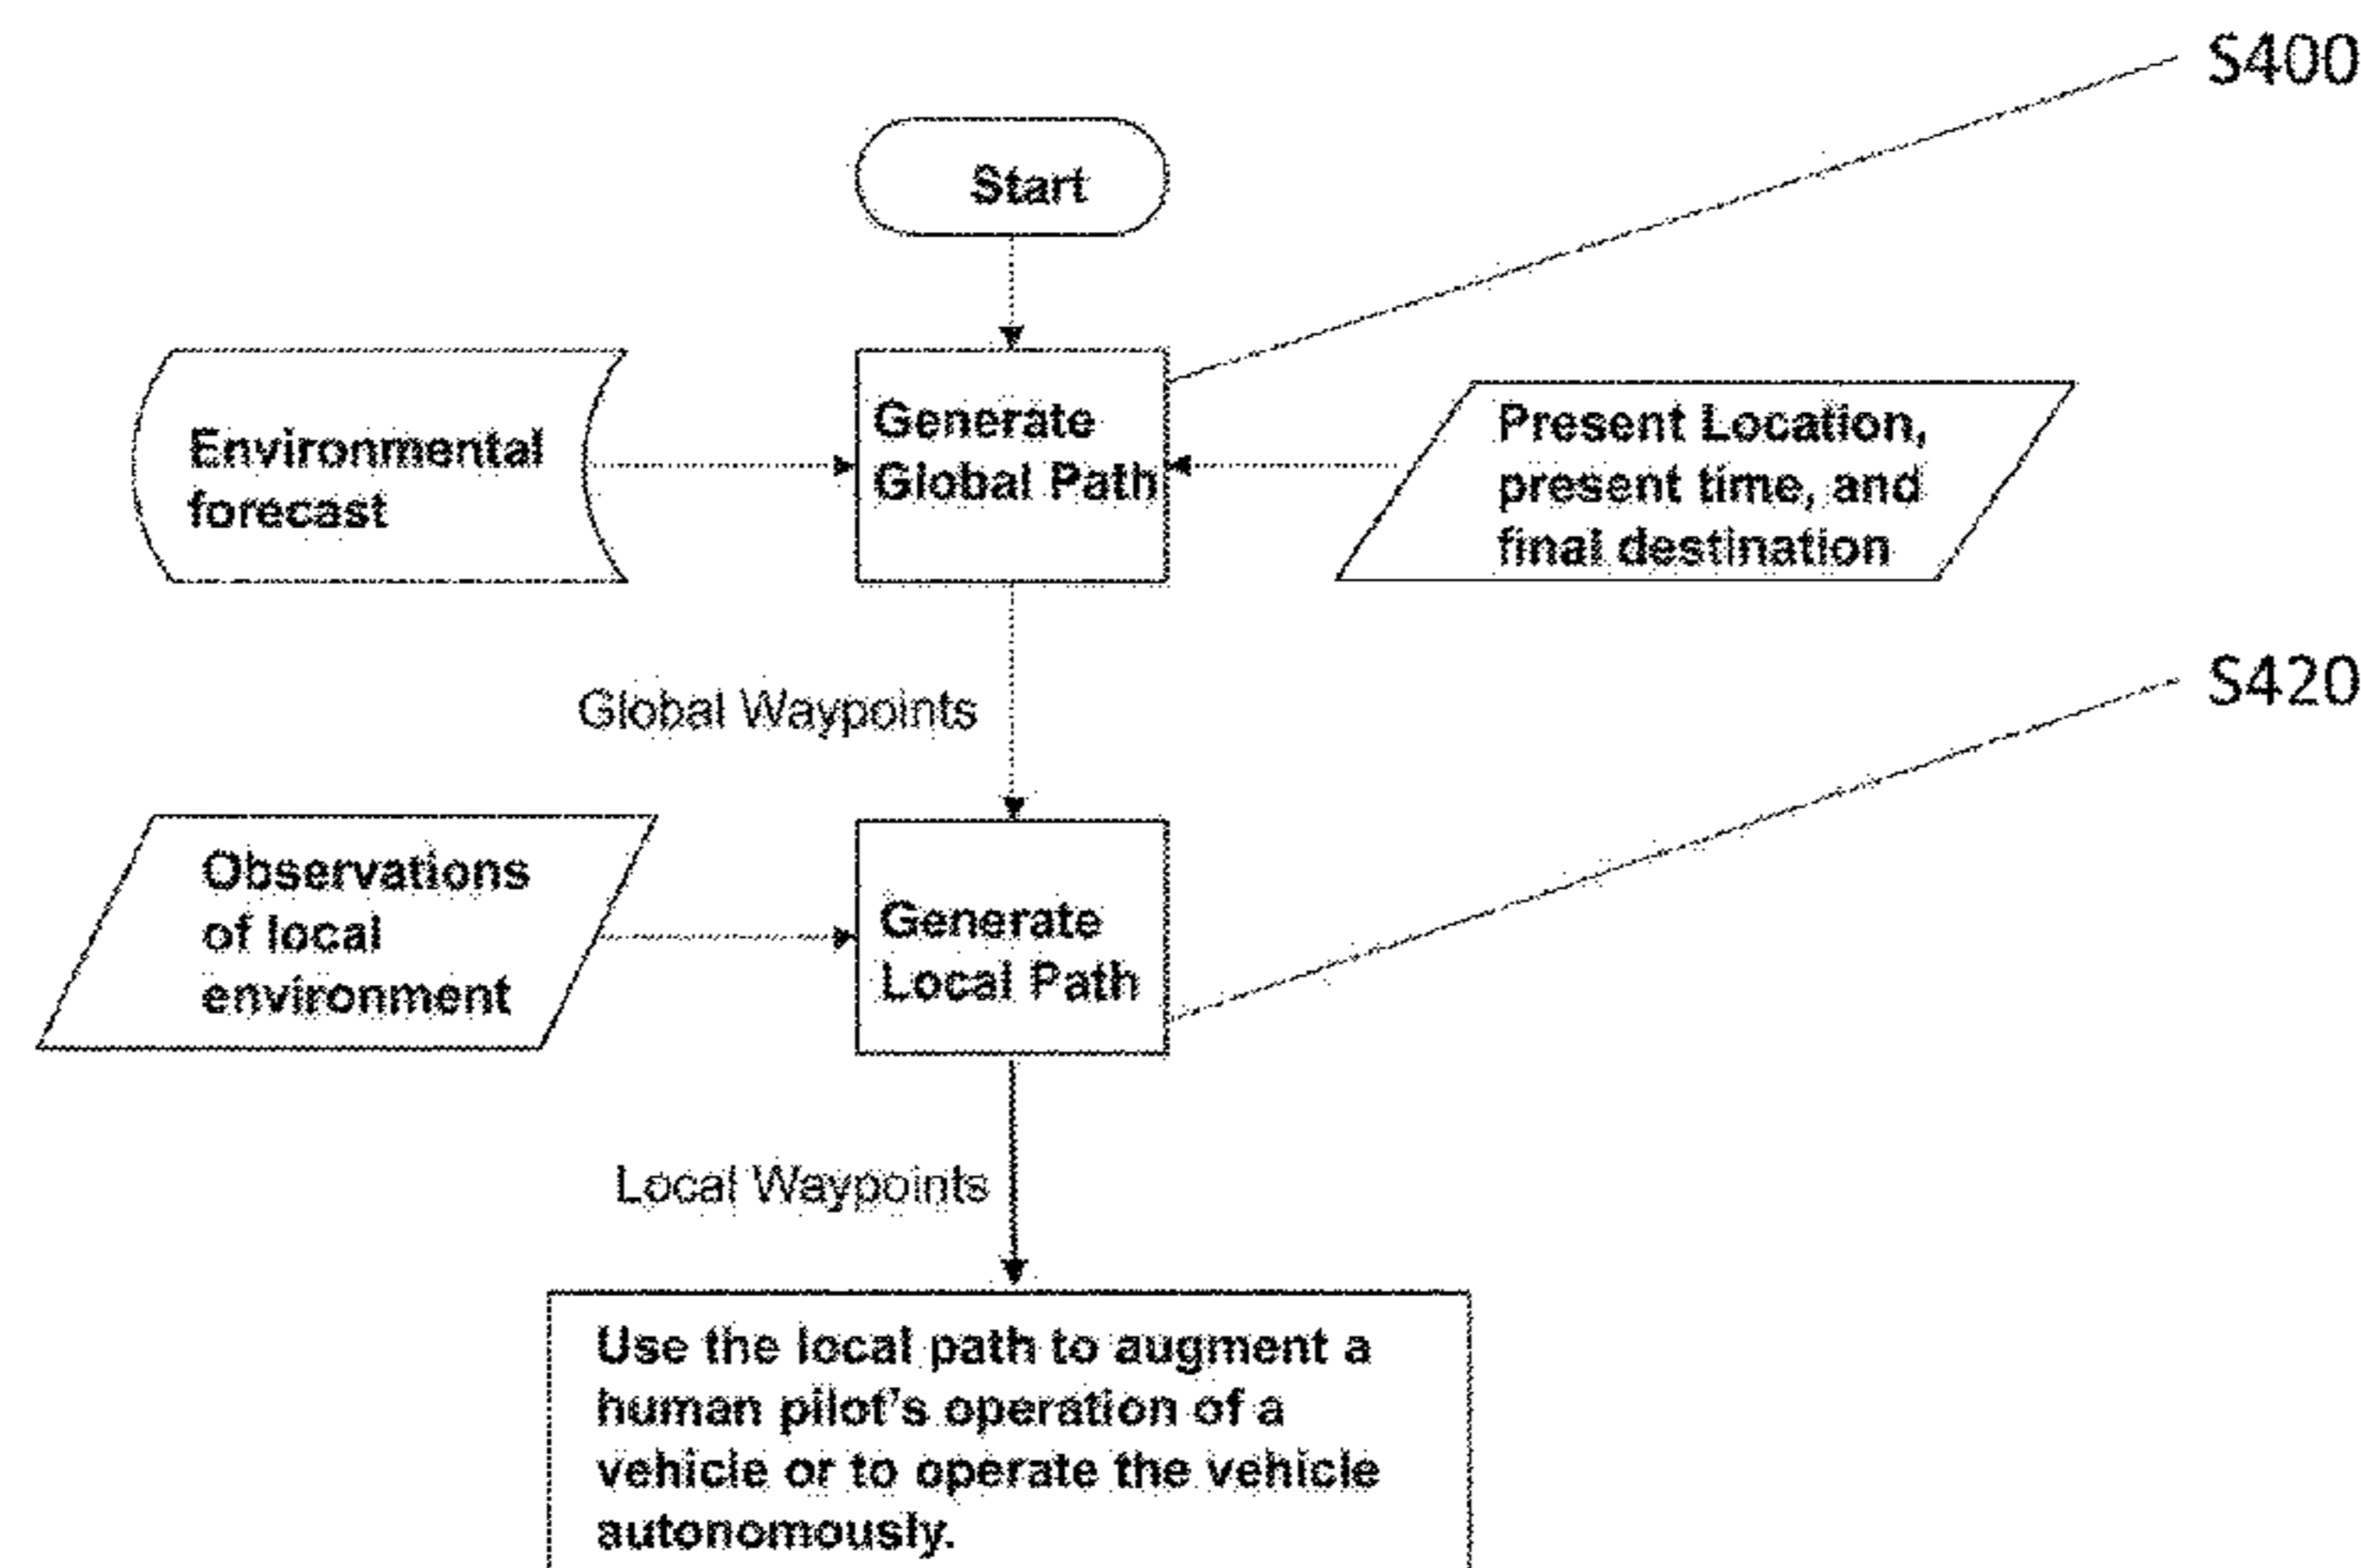 S400
Start
Environmental
forecast
Generate
Global Path
Present Location,
present time, and
final destination
S420
Global Waypoints
Observations
of local
environment
Generate
Local Path
Local Waypoints
Use the local path to augment a
human pilot's operation of a
vehicle or to operate the vehicle
autonomously.